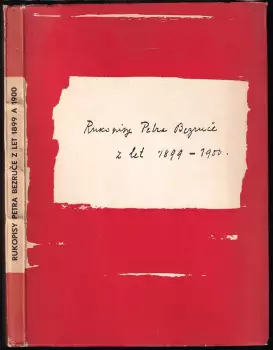 RUKOPISY PETRA BEZRUČE Z LET 1899 A 1900
Rukopisy Petra Bezruče
z let 1899 – 1900.